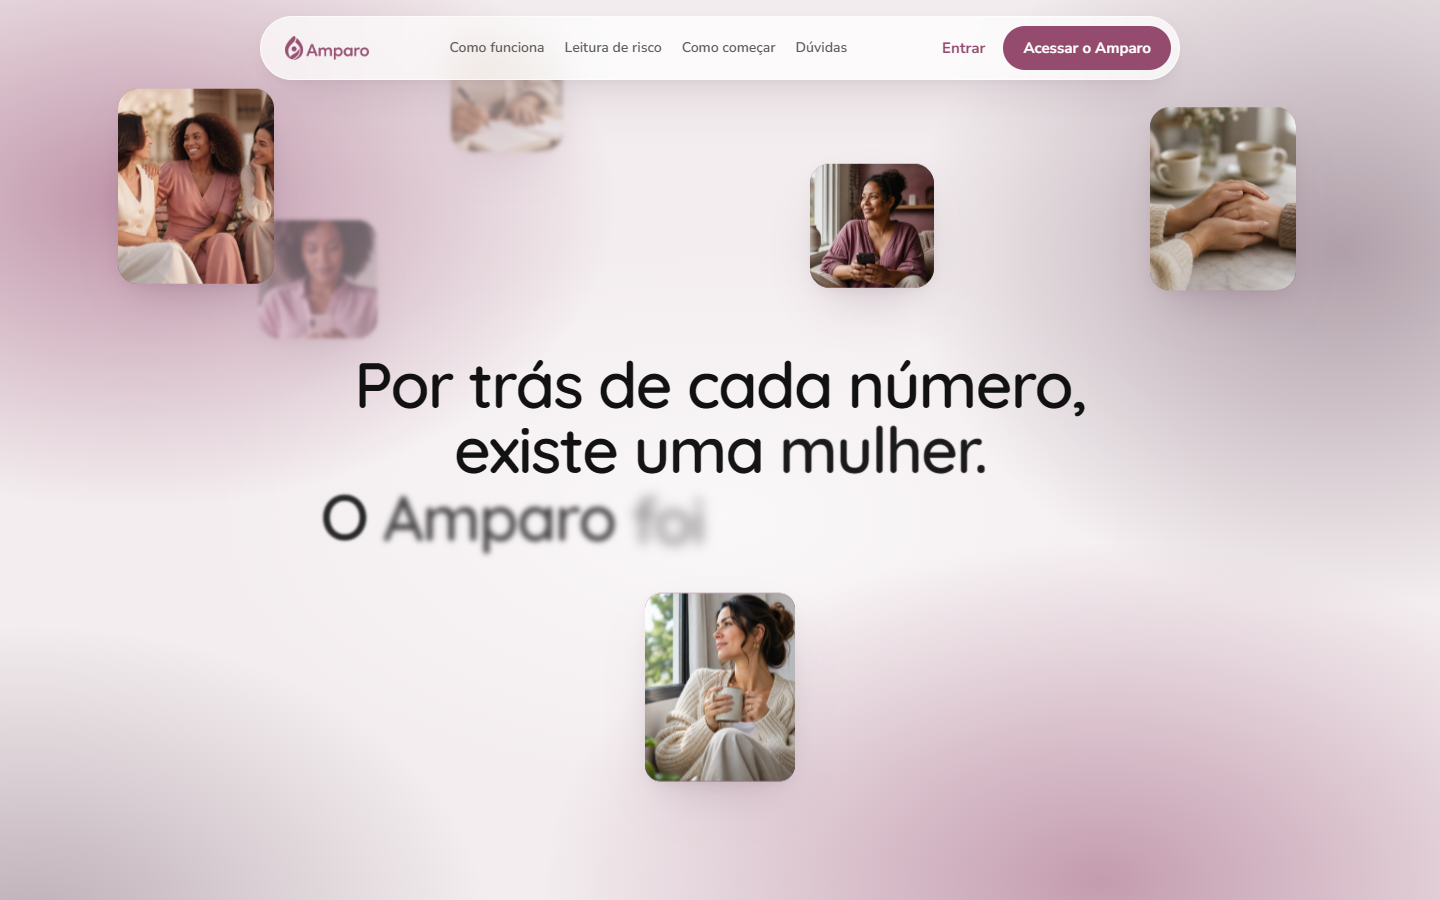 Amparo
Como funciona
Leitura de risco
Como começar
Dúvidas
Entrar
Acessar o Amparo
Por trás de cada número,
existe uma mulher.
O Amparo foi